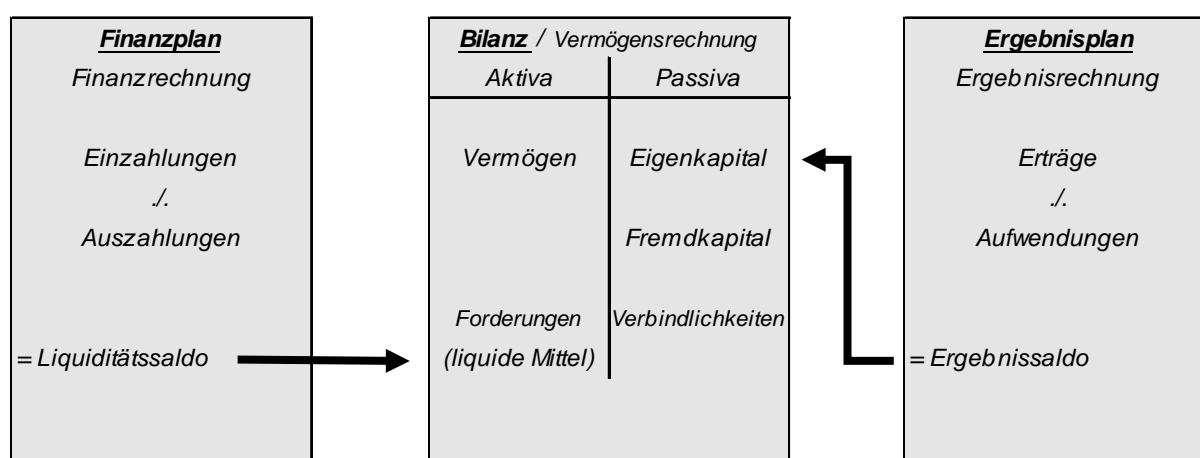 Finanzplan
Finanzrechnung
Einzahlungen
./.
Auszahlungen
= Liquiditätssaldo
Bilanz / Vermögensrechnung
Aktiva
Passiva
Vermögen
Eigenkapital
Fremdkapital
Forderungen
Verbindlichkeiten
(liquide Mittel)
Ergebnisplan
Ergebnisrechnung
Erträge
./.
Aufwendungen
= Ergebnissaldo